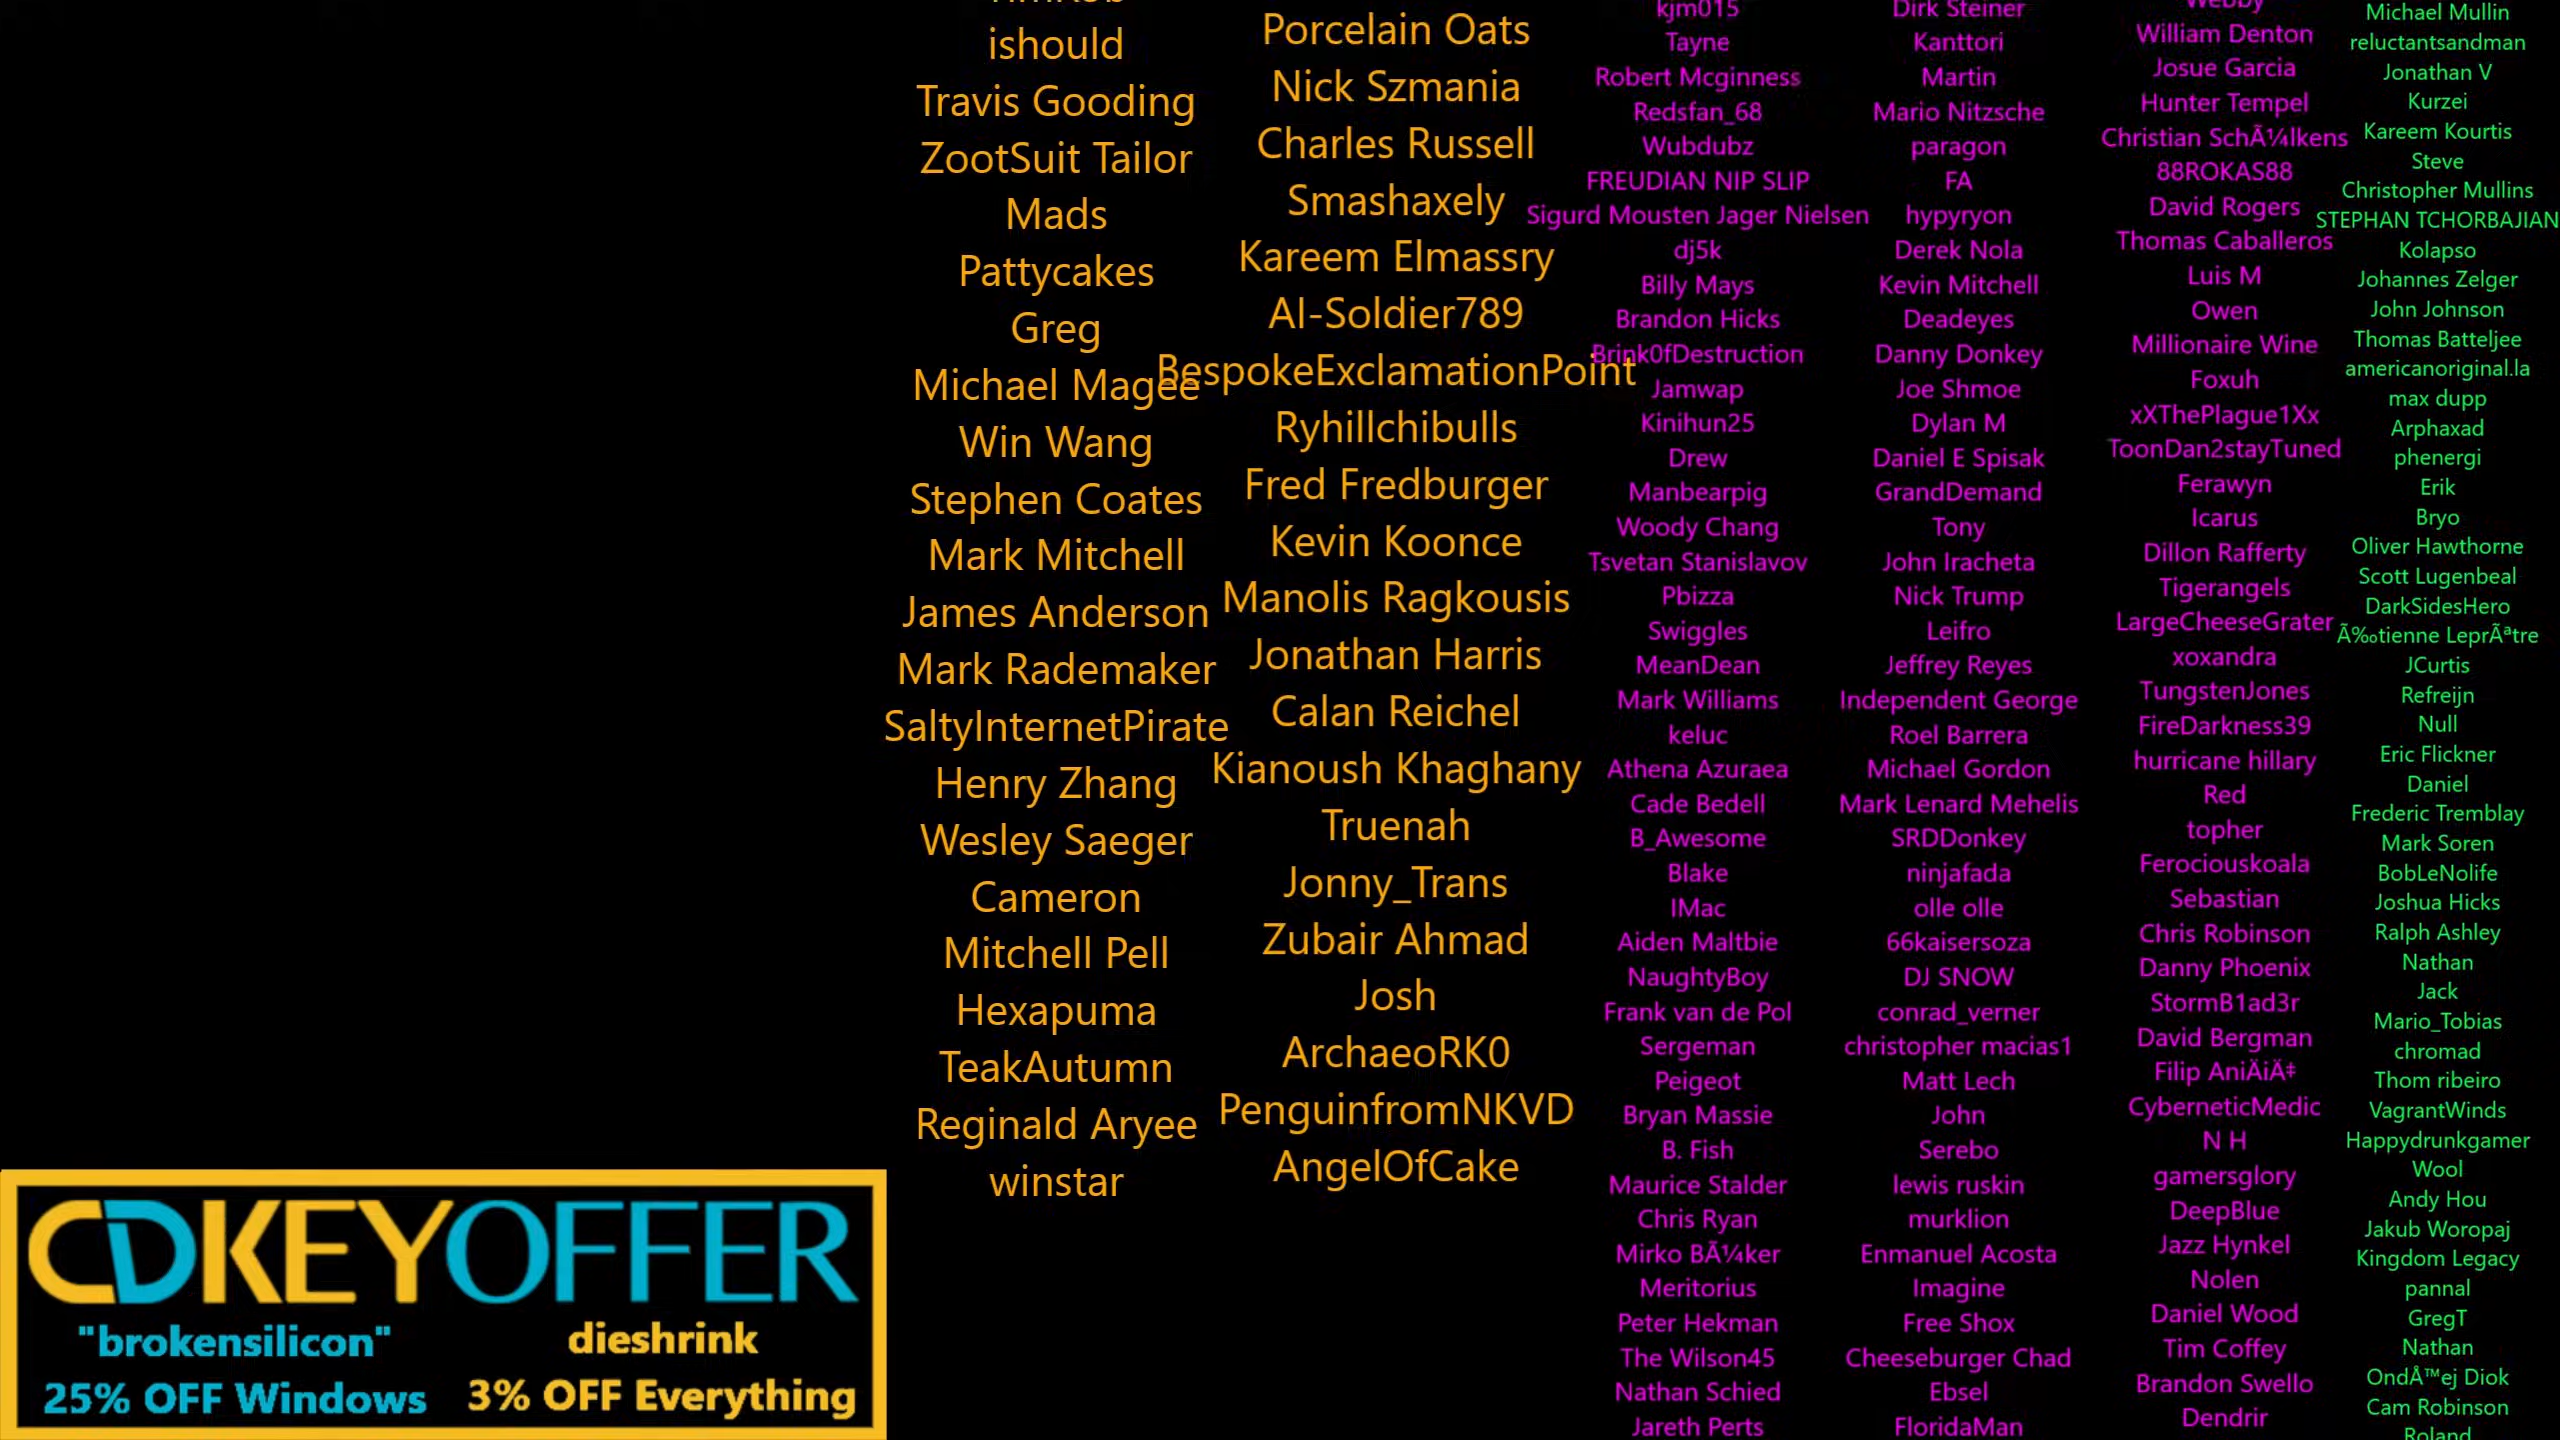 ishould
Travis Gooding
ZootSuit Tailor
Mads
Pattycakes
Greg
Michael Magee
Win Wang
Stephen Coates
Mark Mitchell
James Anderson
Mark Rademaker
SaltyInternetPirate
Henry Zhang
Wesley Saeger
Cameron
Mitchell Pell
Hexapuma
TeakAutumn
Reginald Aryee
winstar
Porcelain Oats
Nick Szmania
Charles Russell
Smashaxely
Kareem Elmassry
AI-Soldier789
BespokeExclamationPoint
Ryhillchibulls
Fred Fredburger
Kevin Koonce
Manolis Ragkousis
Jonathan Harris
Calan Reichel
Kianoush Khaghany
Truenah
Jonny_Trans
Zubair Ahmad
Josh
ArchaeoRK0
PenguinfromNKVD
AngelOfCake
kjm015
Tayne
Robert Mcginness
Redsfan_68
Wubdubz
FREUDIAN NIP SLIP
Sigurd Mousten Jager Nielsen
dj5k
Billy Mays
Brandon Hicks
Brink0fDestruction
Jamwap
Kinihun25
Drew
Manbearpig
Woody Chang
Tsvetan Stanislavov
Pbizza
Swiggles
MeanDean
Mark Williams
keluc
Athena Azuraea
Cade Bedell
B_Awesome
Blake
IMac
Aiden Maltbie
NaughtyBoy
Frank van de Pol
Sergeman
Peigeot
Bryan Massie
B. Fish
Maurice Stalder
Chris Ryan
Mirko BÃ¼ker
Meritorius
Peter Hekman
The Wilson45
Nathan Schied
Jareth Perts
Dirk Steiner
Kanttori
Martin
Mario Nitzsche
paragon
FA
hypyryon
Derek Nola
Kevin Mitchell
Deadeyes
Danny Donkey
Joe Shmoe
Dylan M
Daniel E Spisak
GrandDemand
Tony
John Iracheta
Nick Trump
Leifro
Jeffrey Reyes
Independent George
Roel Barrera
Michael Gordon
Mark Lenard Mehelis
SRDDonkey
ninjafada
olle olle
66kaisersoza
DJ SNOW
conrad_verner
christopher macias1
Matt Lech
John
Serebo
lewis ruskin
murklion
Enmanuel Acosta
Imagine
Free Shox
Cheeseburger Chad
Ebsel
FloridaMan
Webby
William Denton
Josue Garcia
Hunter Tempel
Christian SchÃ¼lkens
88ROKAS88
David Rogers
Thomas Caballeros
Luis M
Owen
Millionaire Wine
Foxuh
xXThePlague1Xx
ToonDan2stayTuned
Ferawyn
Icarus
Dillon Rafferty
Tigerangels
LargeCheeseGrater
xoxandra
TungstenJones
FireDarkness39
hurricane hillary
Red
topher
Ferociouskoala
Sebastian
Chris Robinson
Danny Phoenix
StormB1ad3r
David Bergman
Filip AniÄiÄ‡
CyberneticMedic
N H
gamersglory
DeepBlue
Jazz Hynkel
Nolen
Daniel Wood
Tim Coffey
Brandon Swello
Dendrir
Michael Mullin
reluctantsandman
Jonathan V
Kurzei
Kareem Kourtis
Steve
Christopher Mullins
STEPHAN TCHORBAJIAN
Kolapso
Johannes Zelger
John Johnson
Thomas Batteljee
americanoriginal.la
max dupp
Arphaxad
phenergi
Erik
Bryo
Oliver Hawthorne
Scott Lugenbeal
DarkSidesHero
Ã‰tienne LeprÃªtre
JCurtis
Refreijn
Null
Eric Flickner
Daniel
Frederic Tremblay
Mark Soren
BobLeNolife
Joshua Hicks
Ralph Ashley
Nathan
Jack
Mario_Tobias
chromad
Thom ribeiro
VagrantWinds
Happydrunkgamer
Wool
Andy Hou
Jakub Woropaj
Kingdom Legacy
pannal
GregT
Nathan
OndÅ™ej Diok
Cam Robinson
Roland
CDKEYOFFER
"brokensilicon"
25% OFF Windows
dieshrink
3% OFF Everything